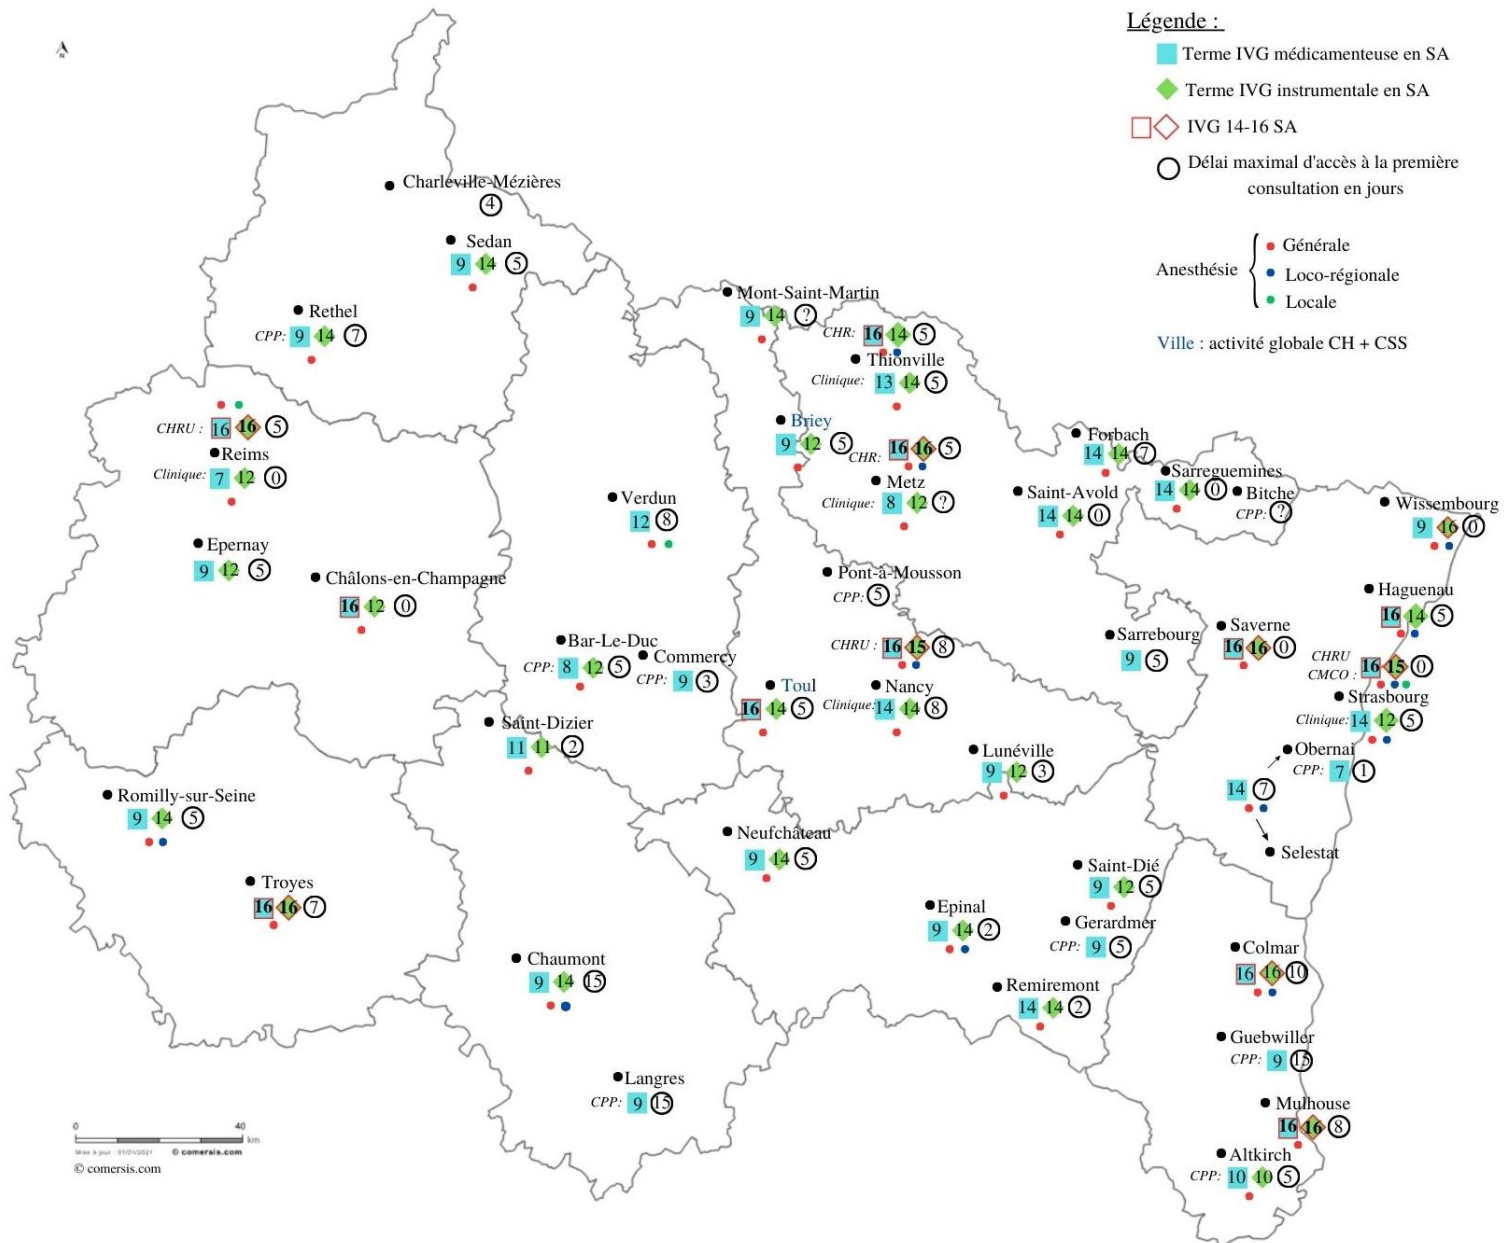 Légende :
Terme IVG médicamenteuse en SA
Terme IVG instrumentale en SA
IVG 14-16 SA
Délai maximal d'accès à la première
consultation en jours
Anesthésie
Générale
Loco-régionale
Locale
Ville : activité globale CH + CSS
N
Charleville-Mézières
4
Sedan
9 14 5
Rethel
CPP: 9 14 7
CHRU : 16 16 5
Reims
Clinique: 7 12 0
Epernay
9 12 5
Châlons-en-Champagne
16 12 0
Verdun
12 8
Bar-Le-Duc
CPP: 8 12 5
Commercy
CPP: 9 3
Saint-Dizier
11 11 2
Romilly-sur-Seine
9 14 5
Troyes
16 16 7
Chaumont
9 14 15
Langres
CPP: 9 15
Mont-Saint-Martin
9 14 ?
CHR: 16 14 5
Thionville
Clinique: 13 14 5
Briey
9 12 5
CHR: 16 16 5
Metz
Clinique: 8 12 ?
Saint-Avold
14 14 0
Forbach
14 14 7
Sarreguemines
14 14 0
Bitche
CPP: ?
Wissembourg
9 16 0
Pont-à-Mousson
CPP: 5
CHRU : 16 15 8
Nancy
Clinique: 14 14 8
Toul
16 14 5
Lunéville
9 12 3
Sarrebourg
9 5
Saverne
16 16 0
Haguenau
16 14 5
CHRU
CMCO : 16 15 0
Strasbourg
Clinique: 14 12 5
Obernai
CPP: 7 1
14 7
Selestat
Neufchâteau
9 14 5
Epinal
9 14 2
Saint-Dié
9 12 5
Gerardmer
CPP: 9 5
Remiremont
14 14 2
Colmar
16 16 10
Guebwiller
CPP: 9 15
Mulhouse
16 16 8
Altkirch
CPP: 10 10 5
0 40 km
Mise à jour : 01/01/2021 © comersis.com
© comersis.com